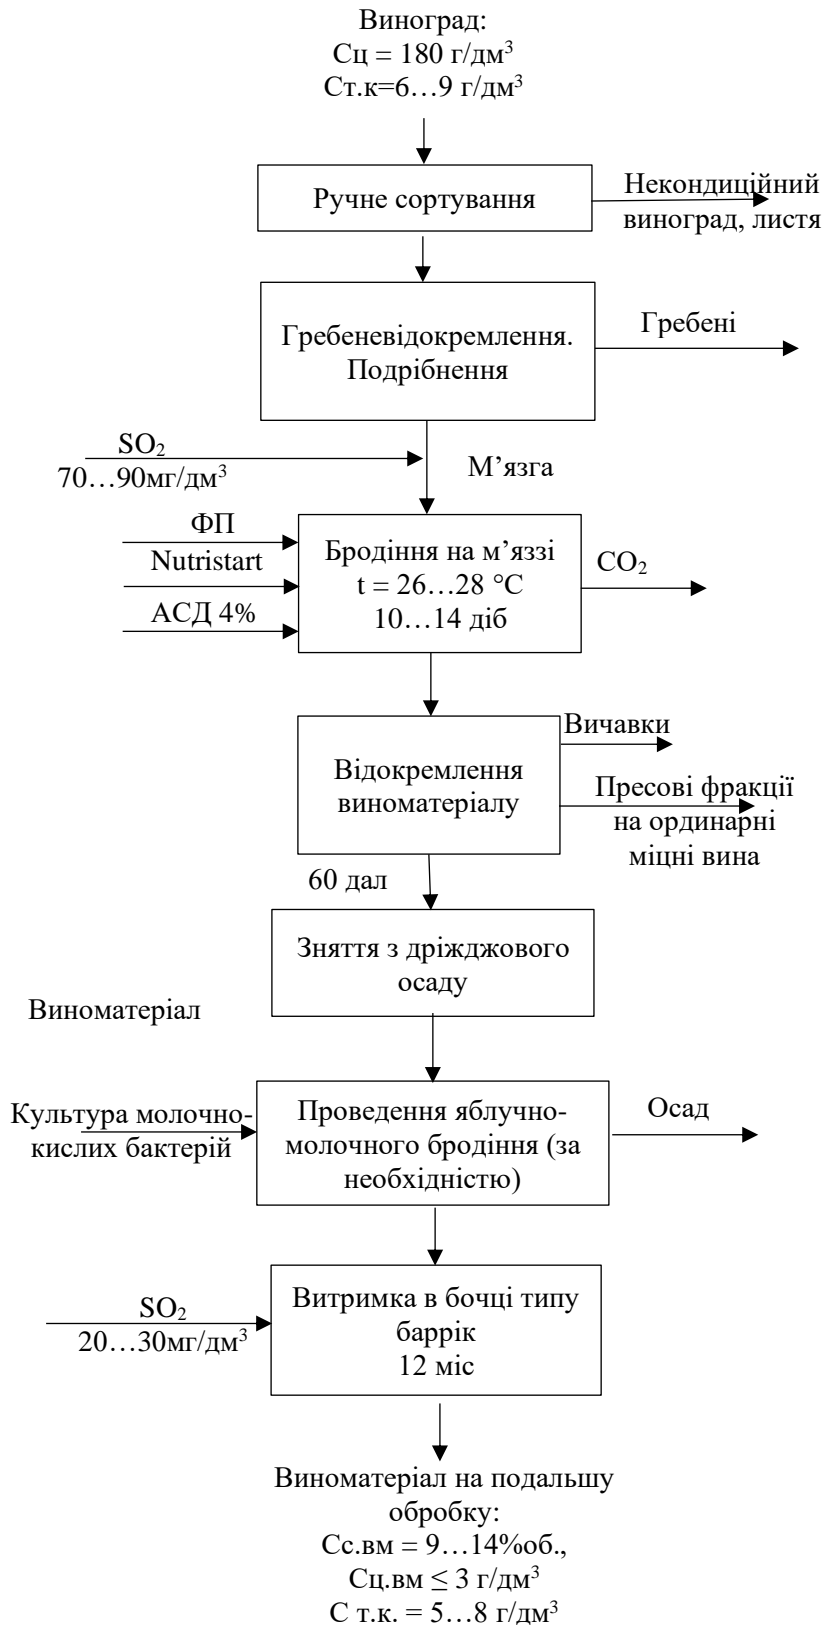 Виноград:
Сц = 180 г/дм³
Ст.к=6…9 г/дм³
Ручне сортування
Некондиційний
виноград, листя
Гребеневідокремлення.
Подрібнення
Гребені
SO₂
70…90мг/дм³
М’язга
ФП
Nutristart
АСД 4%
Бродіння на м’яззі
t = 26…28 °C
10…14 діб
CO₂
Відокремлення
виноматеріалу
Вичавки
Пресові фракції
на ординарні
міцні вина
60 дал
Зняття з дріжджового
осаду
Виноматеріал
Культура молочно-
кислих бактерій
Проведення яблучно-
молочного бродіння (за
необхідністю)
Осад
SO₂
20…30мг/дм³
Витримка в бочці типу
баррік
12 міс
Виноматеріал на подальшу
обробку:
Сс.вм = 9…14%об.,
Сц.вм ≤ 3 г/дм³
С т.к. = 5…8 г/дм³